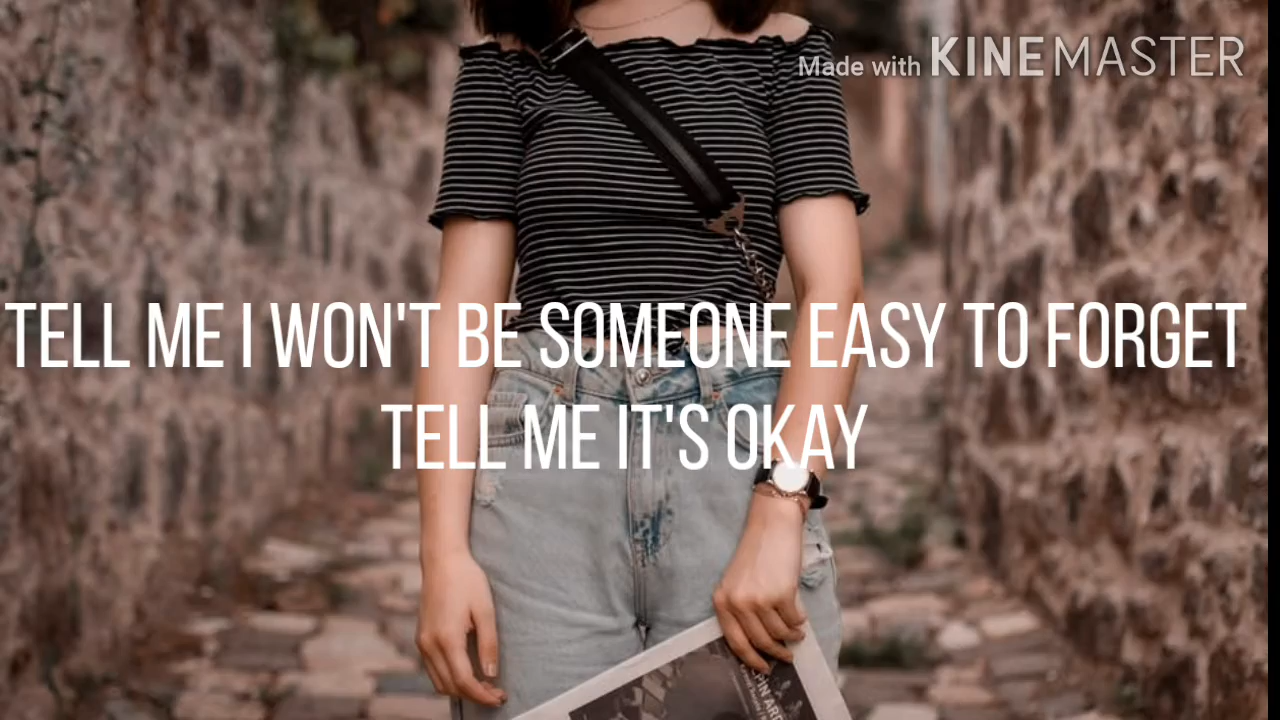 Made with KINEMASTER
TELL ME I WON'T BE SOMEONE EASY TO FORGET
TELL ME IT'S OKAY